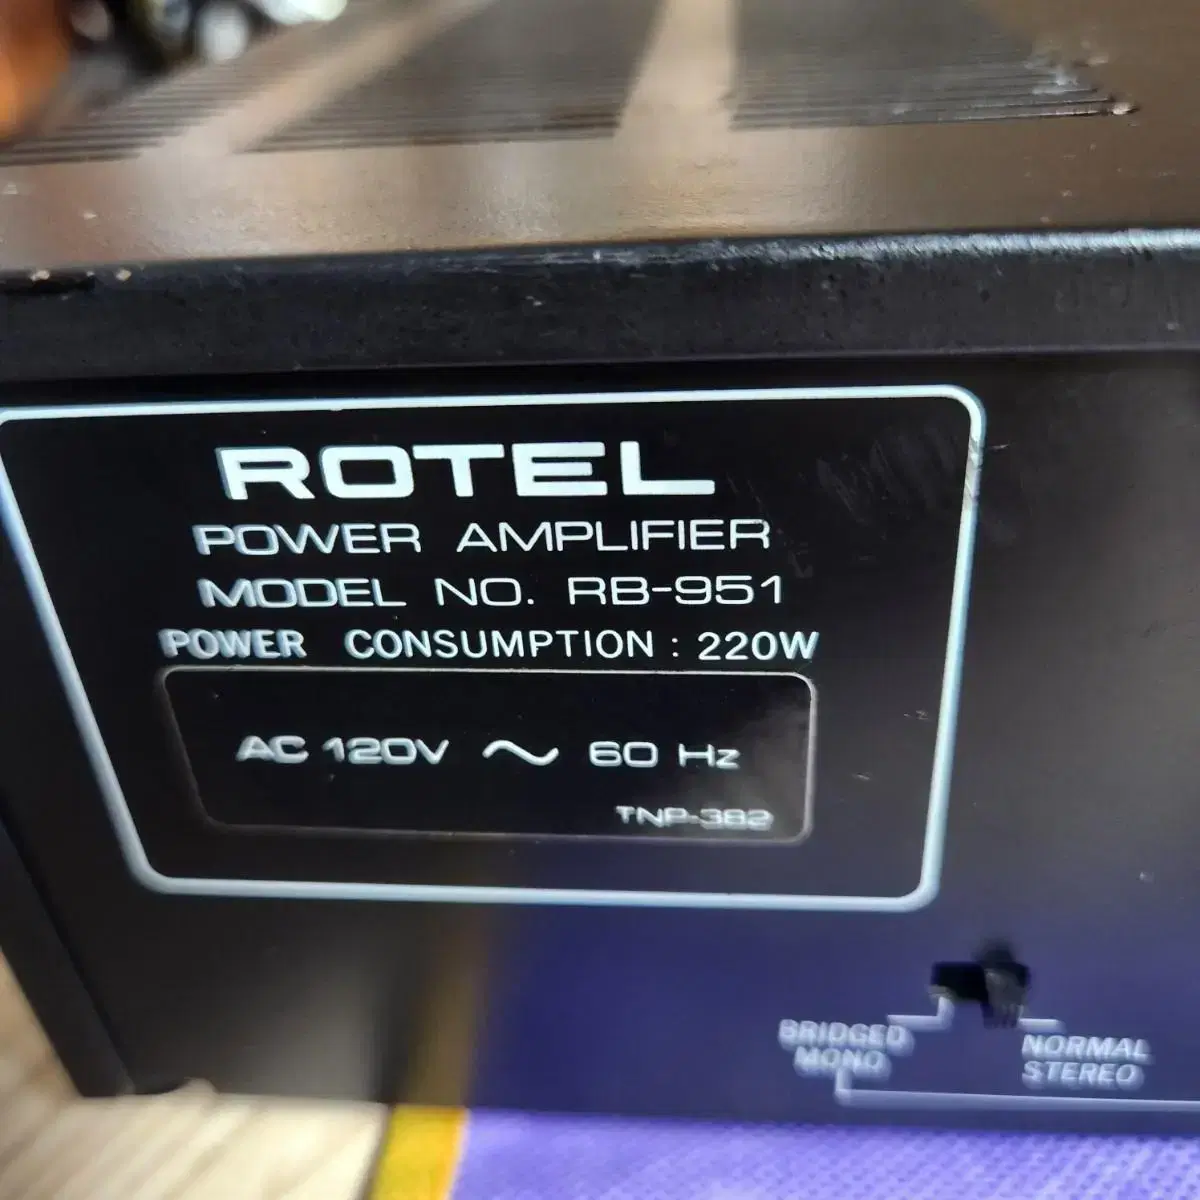 ROTEL
POWER AMPLIFIER
MODEL NO. RB-951
POWER CONSUMPTION : 220W
AC 120V ~ 60 Hz
TNP-382
BRIDGED
MONO
NORMAL
STEREO